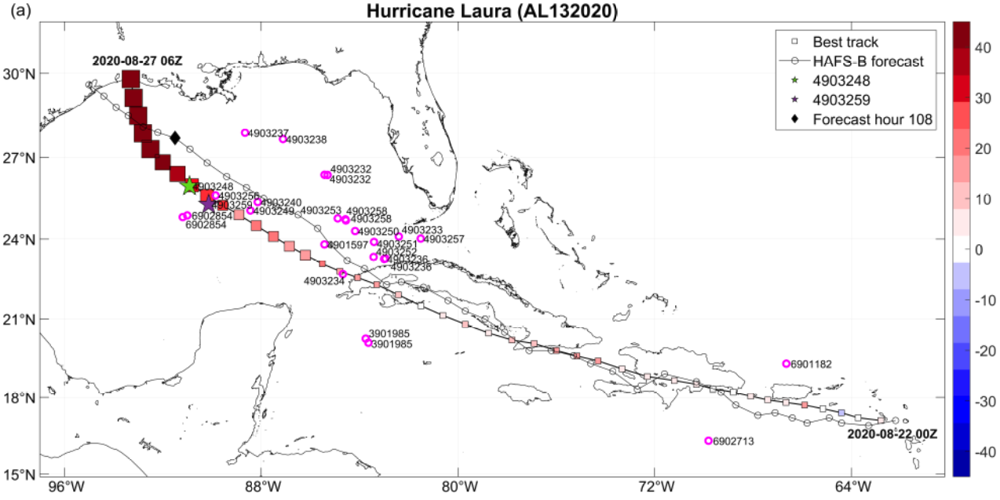 (a)
Hurricane Laura (AL132020)
2020-08-27 06Z
Best track
HAFS-B forecast
4903248
4903259
Forecast hour 108
30°N
27°N
24°N
21°N
18°N
15°N
4903237
4903238
4903232
4903232
4903248
4903256
4903259
4903240
4903249
4903253
4903258
4903258
6902854
6902854
4903250
4903233
4903257
4901597
4903251
4903252
4903236
4903236
4903234
3901985
3901985
6901182
6902713
2020-08-22 00Z
96°W
88°W
80°W
72°W
64°W
40
30
20
10
0
-10
-20
-30
-40